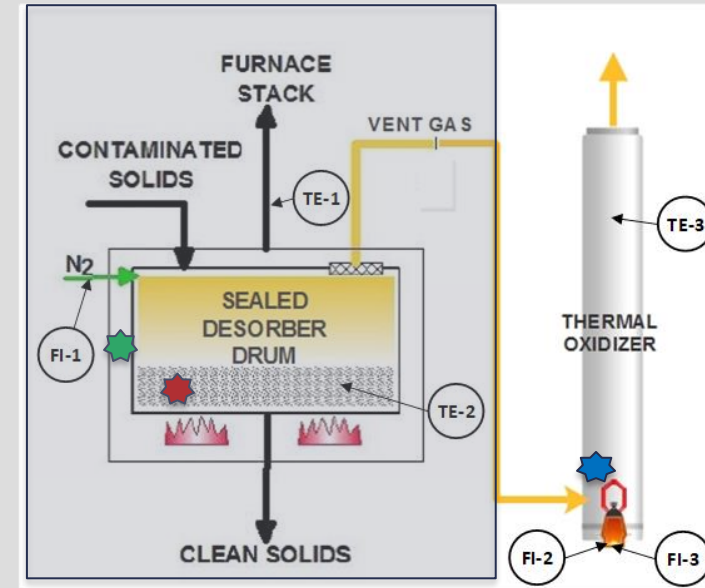 FURNACE
STACK
VENT GAS
CONTAMINATED
SOLIDS
TE-1
TE-3
N2
SEALED
DESORBER
DRUM
FI-1
THERMAL
OXIDIZER
TE-2
CLEAN SOLIDS
FI-2
FI-3